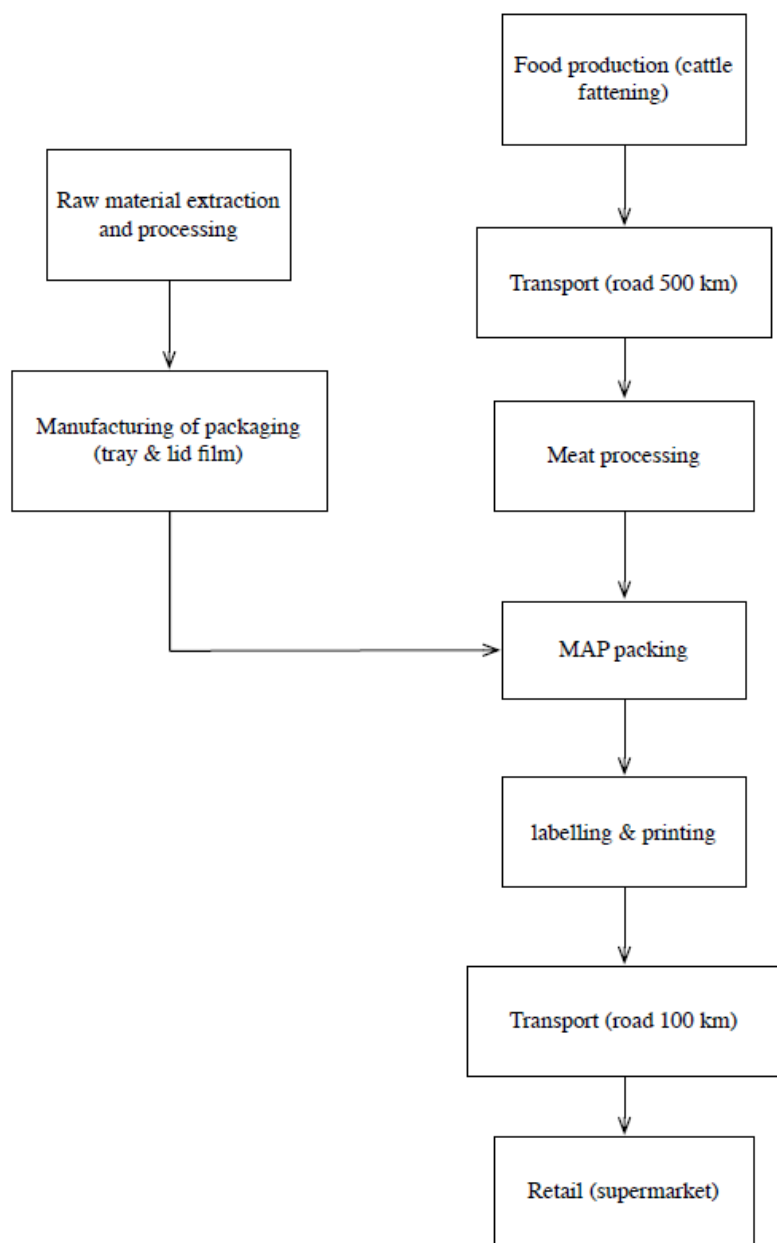 Food production (cattle
fattening)
Raw material extraction
and processing
Transport (road 500 km)
Manufacturing of packaging
(tray & lid film)
Meat processing
MAP packing
labelling & printing
Transport (road 100 km)
Retail (supermarket)